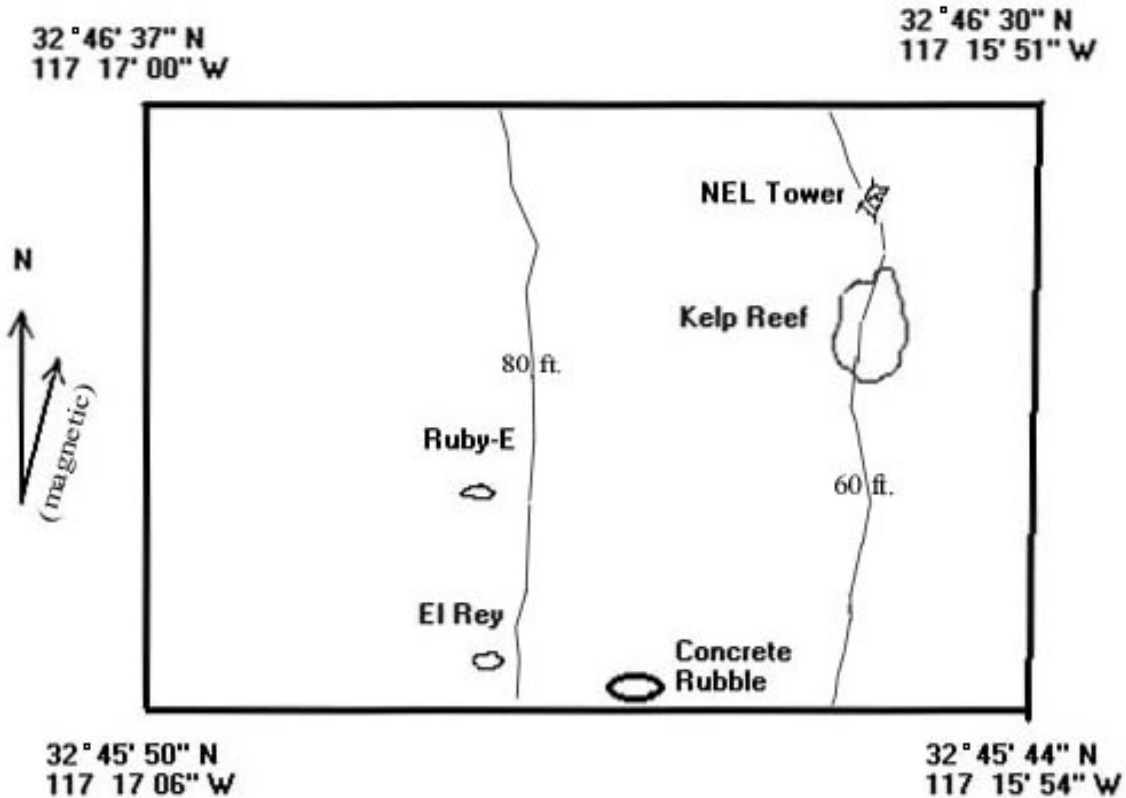 32 °46' 37" N
117 17' 00" W
32 °46' 30" N
117 15' 51" W
NEL Tower
N
Kelp Reef
80 ft.
(magnetic)
Ruby-E
60 ft.
El Rey
Concrete
Rubble
32 °45' 50" N
117 17 06" W
32 °45' 44" N
117 15' 54" W